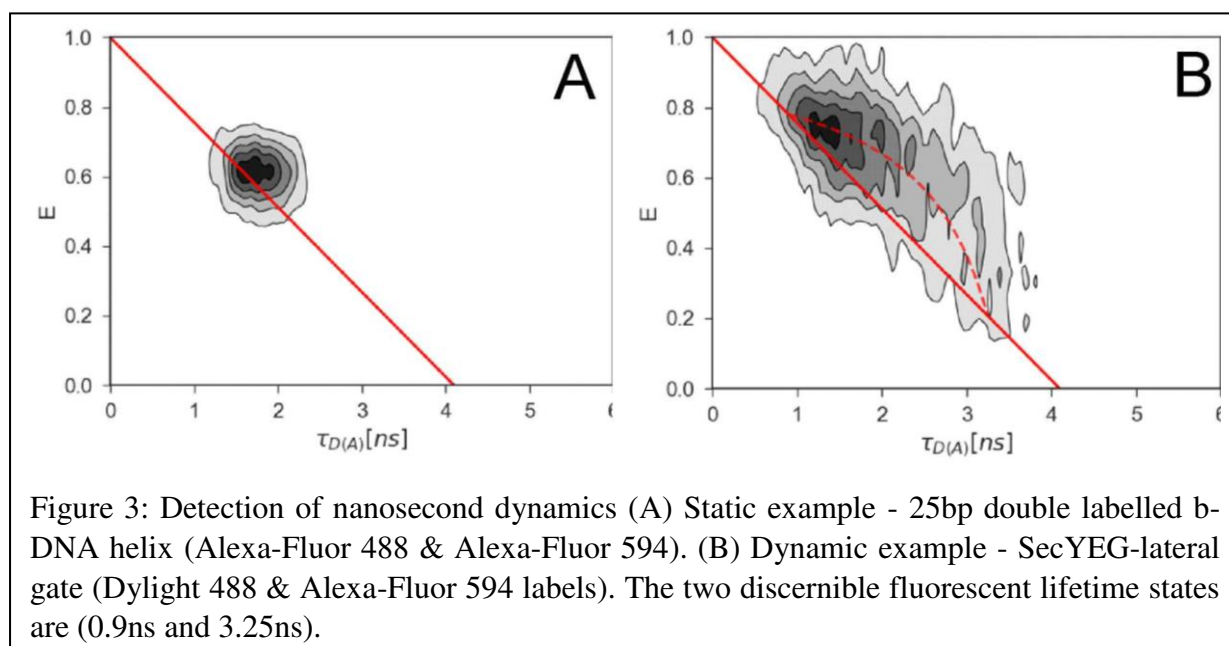 A
1.0
0.8
0.6
0.4
0.2
0.0
E
0 1 2 3 4 5
τD(A)[ns]
B
1.0
0.8
0.6
0.4
0.2
0.0
E
0 1 2 3 4 5
τD(A)[ns]
Figure 3: Detection of nanosecond dynamics (A) Static example - 25bp double labelled b-
DNA helix (Alexa-Fluor 488 & Alexa-Fluor 594). (B) Dynamic example - SecYEG-lateral
gate (Dylight 488 & Alexa-Fluor 594 labels). The two discernible fluorescent lifetime states
are (0.9ns and 3.25ns).